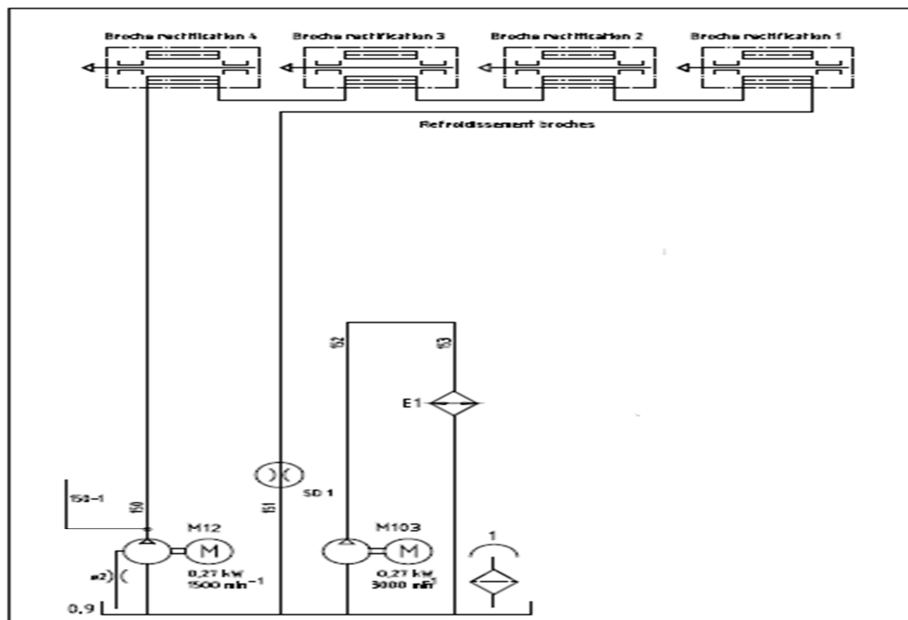 Broche rectification 4
Broche rectification 3
Broche rectification 2
Broche rectification 1
Refroidissement broches
152
153
E1
SD1
150-1
150
151
M12
M103
1
M
M
ø2
0,27 kW
1500 min-1
0,27 kW
3000 min-1
0,9